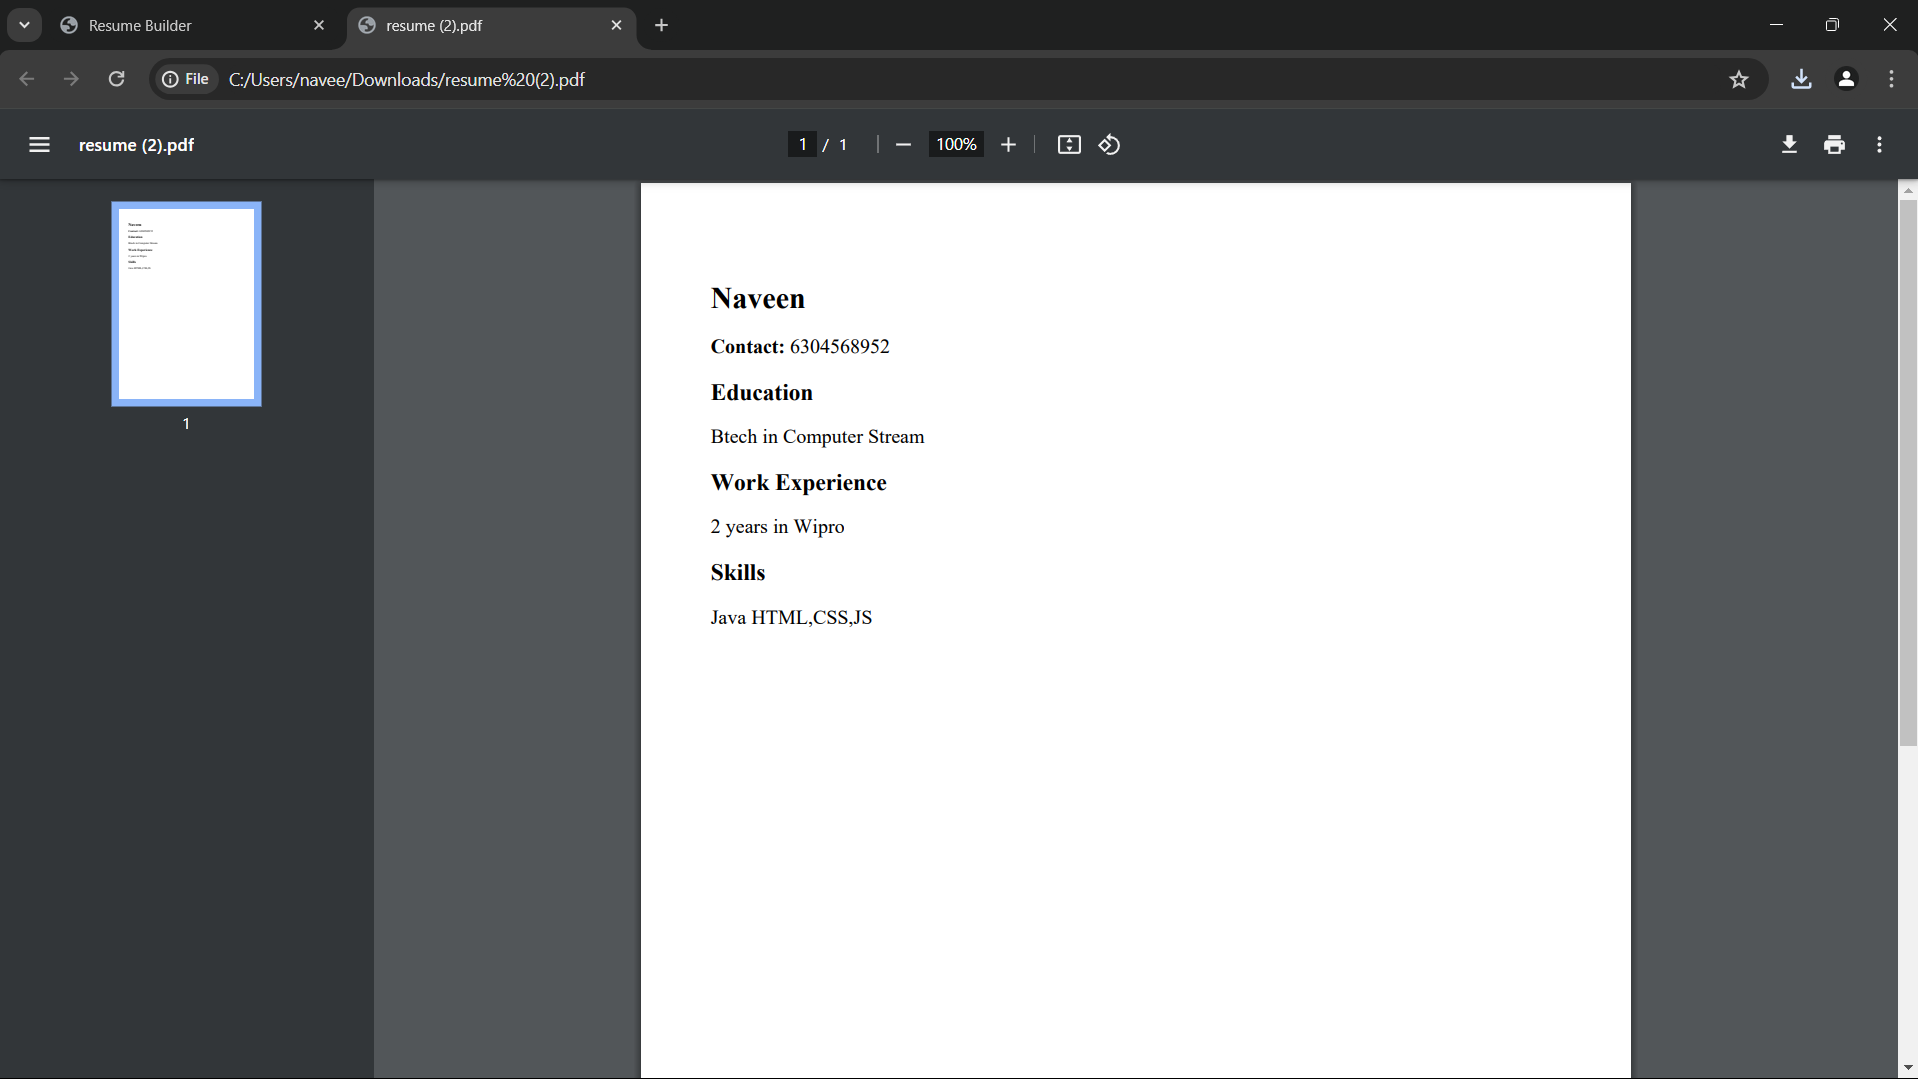 Resume Builder
resume (2).pdf
File
C:/Users/navee/Downloads/resume%20(2).pdf
resume (2).pdf
1 / 1
100%
1
Naveen
Contact: 6304568952
Education
Btech in Computer Stream
Work Experience
2 years in Wipro
Skills
Java HTML,CSS,JS